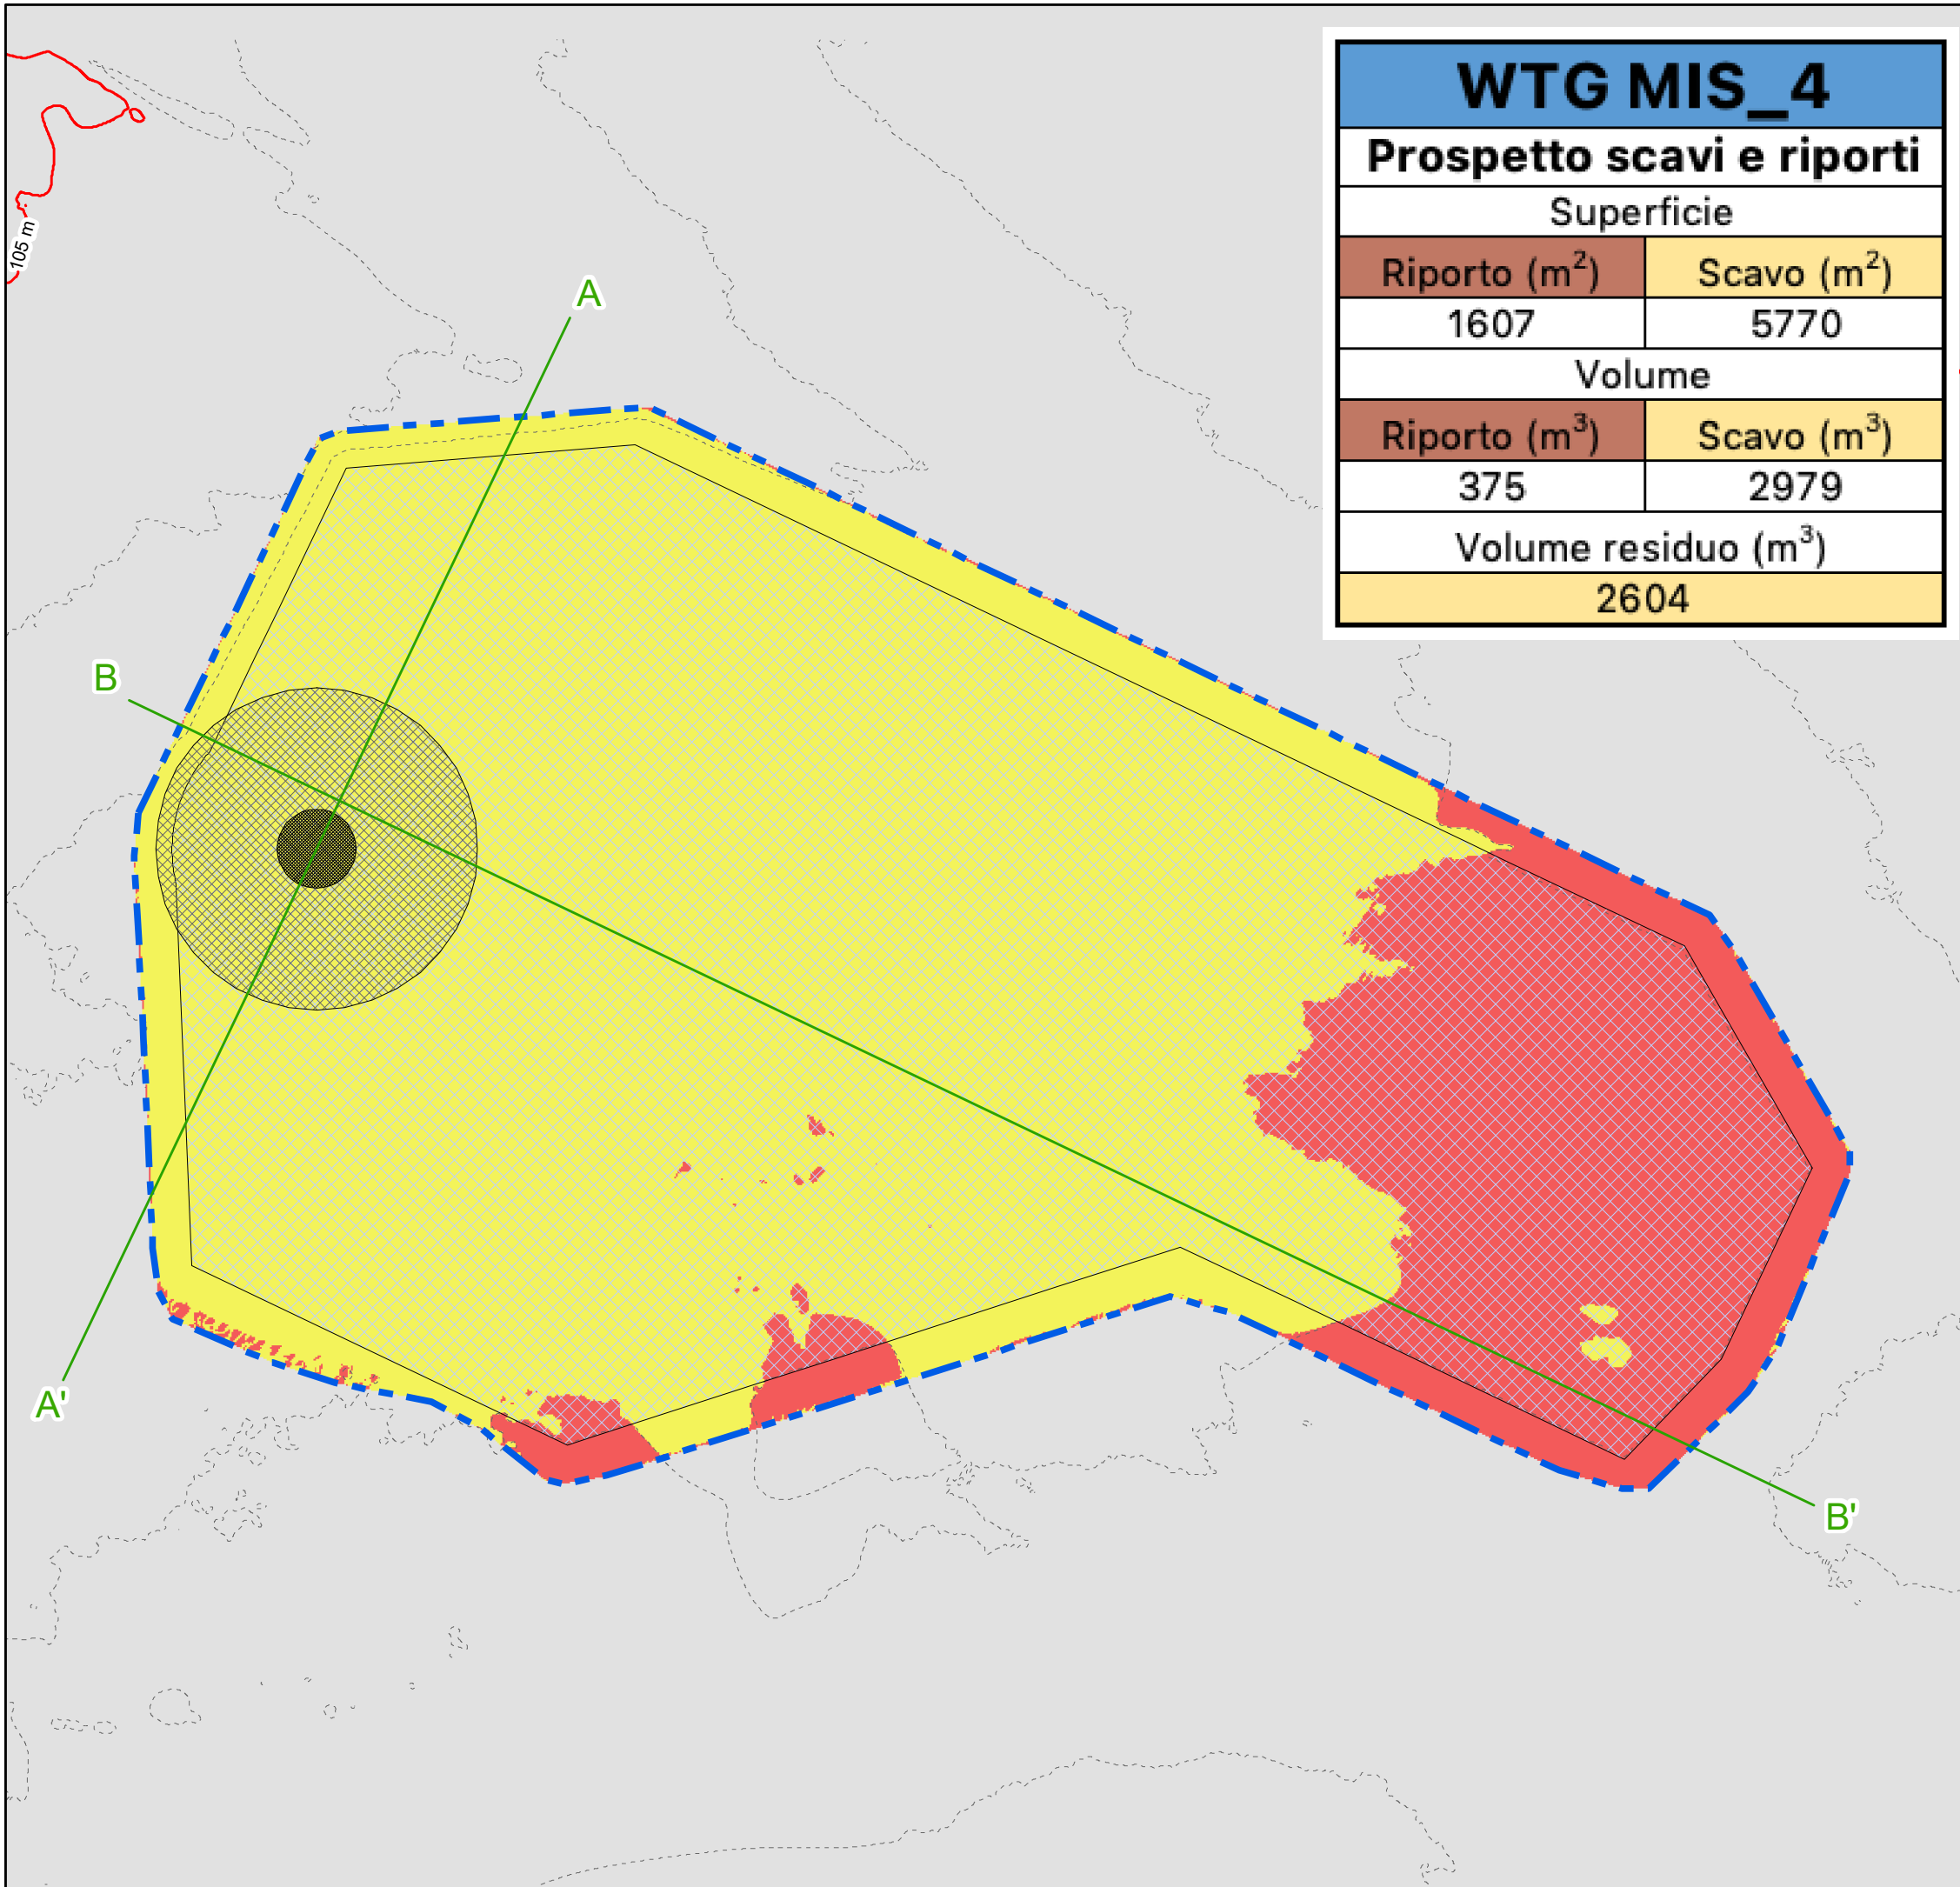 WTG MIS_4
Prospetto scavi e riporti
Superficie
Riporto (m²) Scavo (m²)
1607 5770
Volume
Riporto (m³) Scavo (m³)
375 2979
Volume residuo (m³)
2604
105 m
A
B
A'
B'